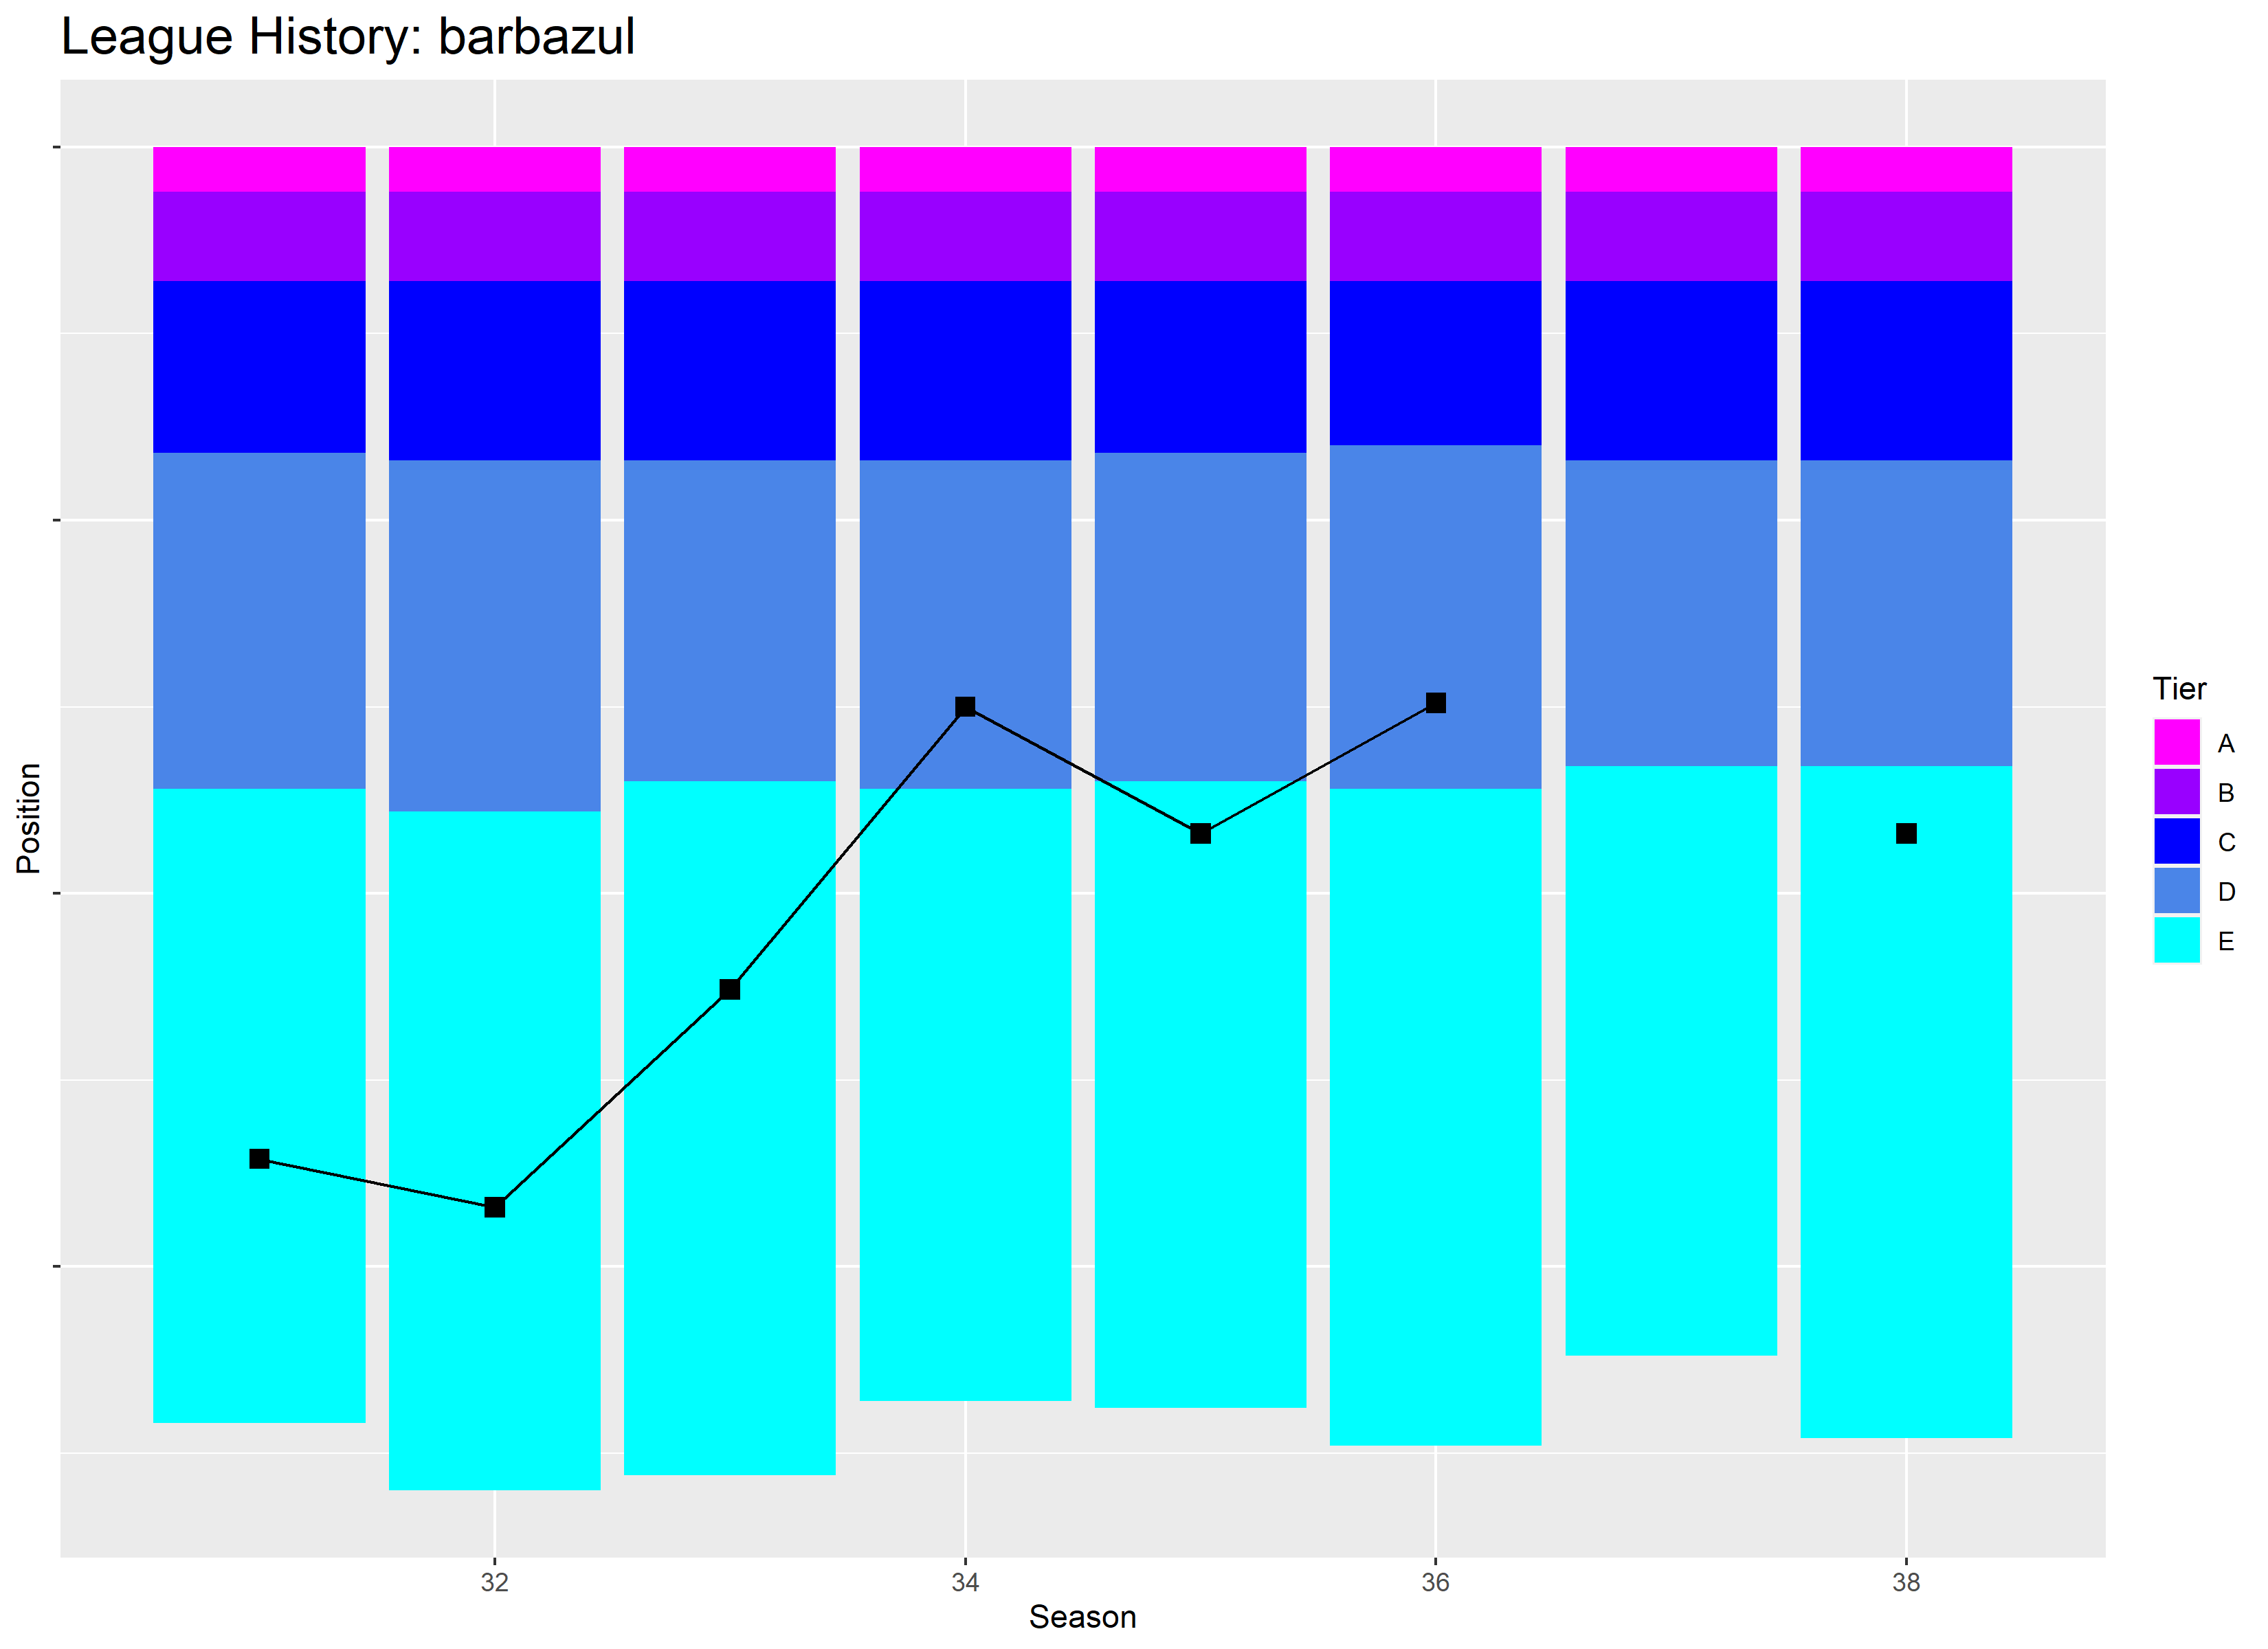 League History: barbazul
Position
Tier
A
B
C
D
E
32
34
36
38
Season